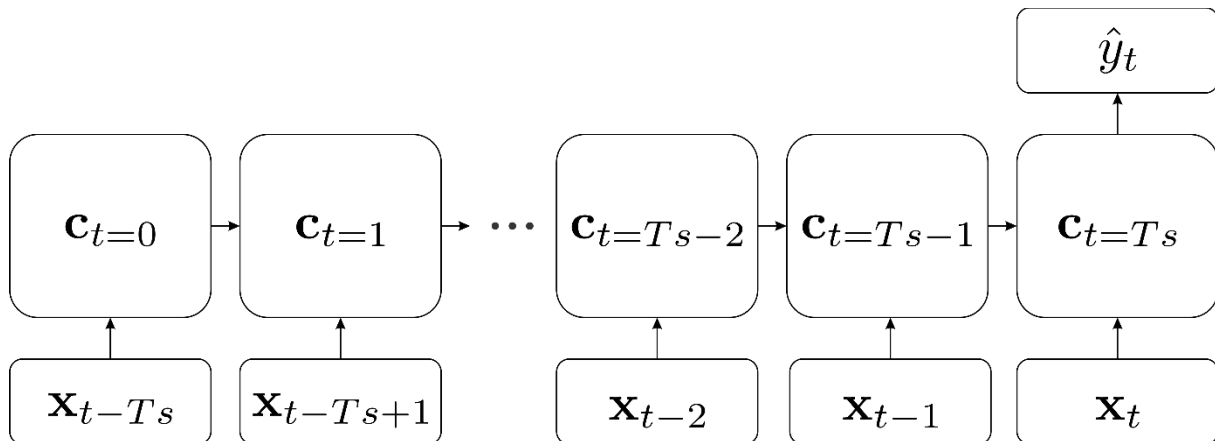 ŷ_t
c_{t=0} c_{t=1} ... c_{t=Ts-2} c_{t=Ts-1} c_{t=Ts}
x_{t-Ts} x_{t-Ts+1} x_{t-2} x_{t-1} x_t